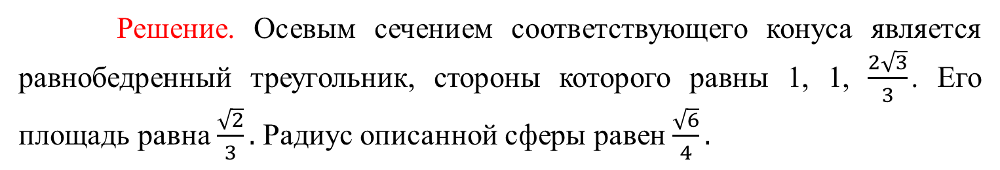 Решение. Осевым сечением соответствующего конуса является
равнобедренный треугольник, стороны которого равны 1, 1, \frac{2\sqrt{3}}{3}. Его
площадь равна \frac{\sqrt{2}}{3}. Радиус описанной сферы равен \frac{\sqrt{6}}{4}.